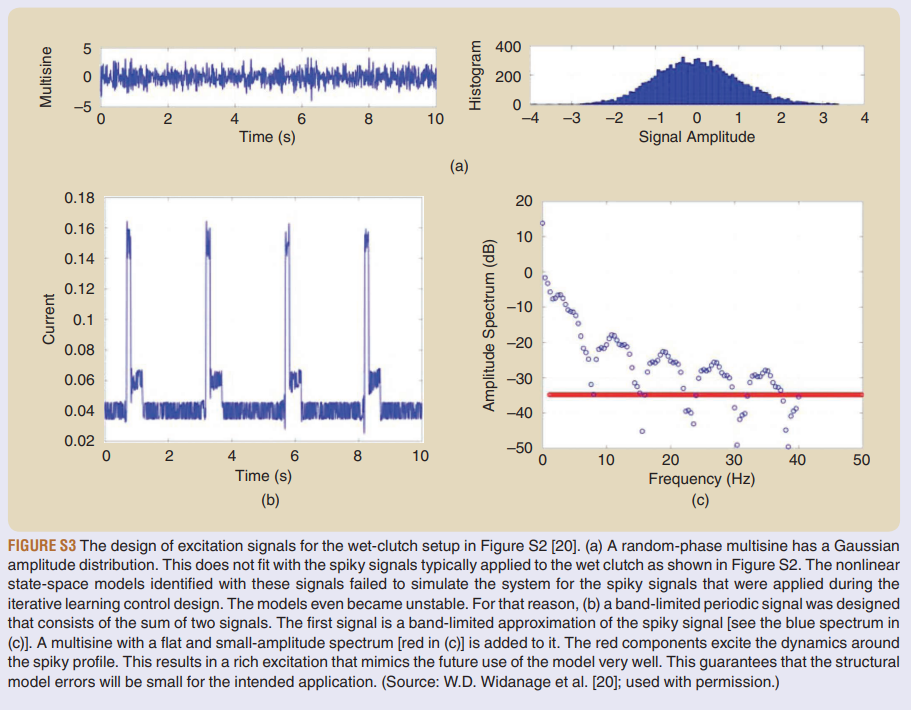 Multisine
5
0
−5
0 2 4 6 8 10
Time (s)
Histogram
400
200
0
−4 −3 −2 −1 0 1 2 3 4
Signal Amplitude
(a)
Current
0.18
0.16
0.14
0.12
0.1
0.08
0.06
0.04
0.02
0 2 4 6 8 10
Time (s)
(b)
Amplitude Spectrum (dB)
20
10
0
−10
−20
−30
−40
−50
0 10 20 30 40 50
Frequency (Hz)
(c)
FIGURE S3 The design of excitation signals for the wet-clutch setup in Figure S2 [20]. (a) A random-phase multisine has a Gaussian
amplitude distribution. This does not fit with the spiky signals typically applied to the wet clutch as shown in Figure S2. The nonlinear
state-space models identified with these signals failed to simulate the system for the spiky signals that were applied during the
iterative learning control design. The models even became unstable. For that reason, (b) a band-limited periodic signal was designed
that consists of the sum of two signals. The first signal is a band-limited approximation of the spiky signal [see the blue spectrum in
(c)]. A multisine with a flat and small-amplitude spectrum [red in (c)] is added to it. The red components excite the dynamics around
the spiky profile. This results in a rich excitation that mimics the future use of the model very well. This guarantees that the structural
model errors will be small for the intended application. (Source: W.D. Widanage et al. [20]; used with permission.)